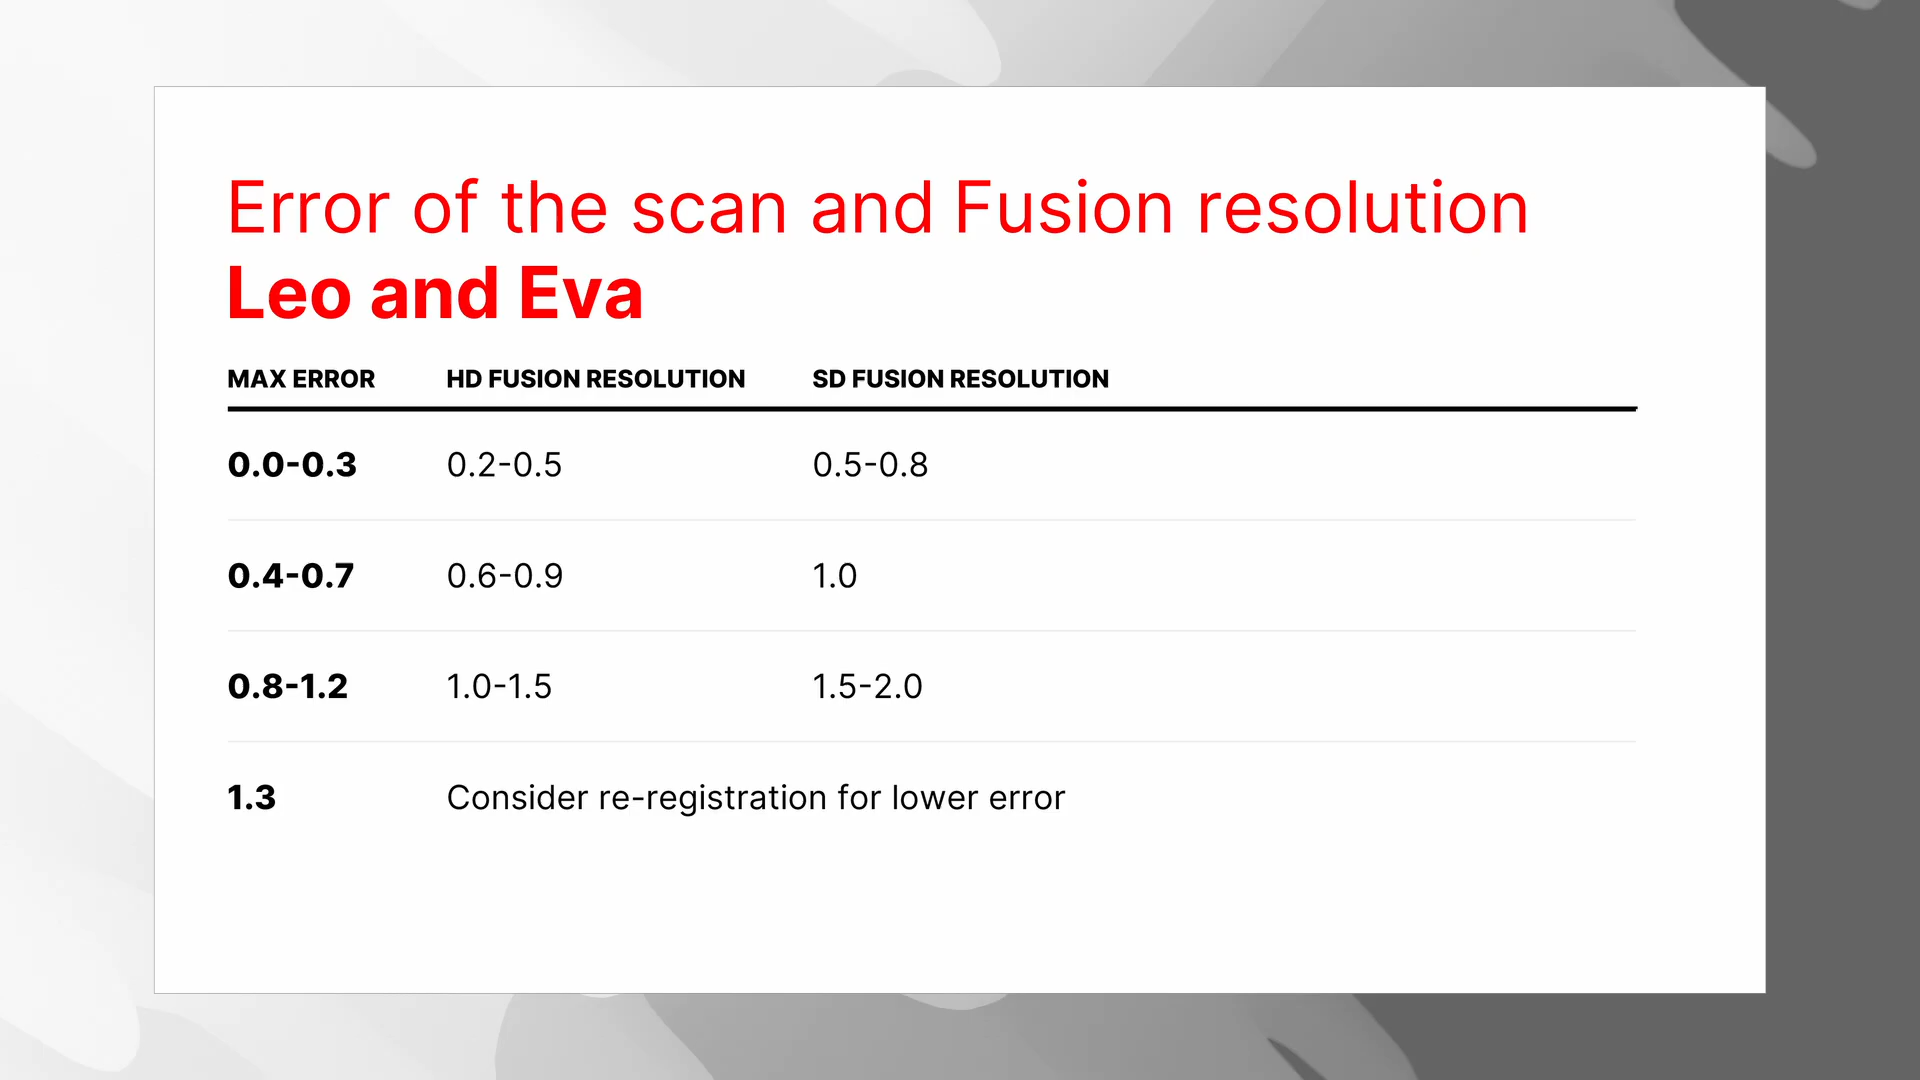 Error of the scan and Fusion resolution
Leo and Eva
MAX ERROR HD FUSION RESOLUTION SD FUSION RESOLUTION
0.0-0.3 0.2-0.5 0.5-0.8
0.4-0.7 0.6-0.9 1.0
0.8-1.2 1.0-1.5 1.5-2.0
1.3 Consider re-registration for lower error